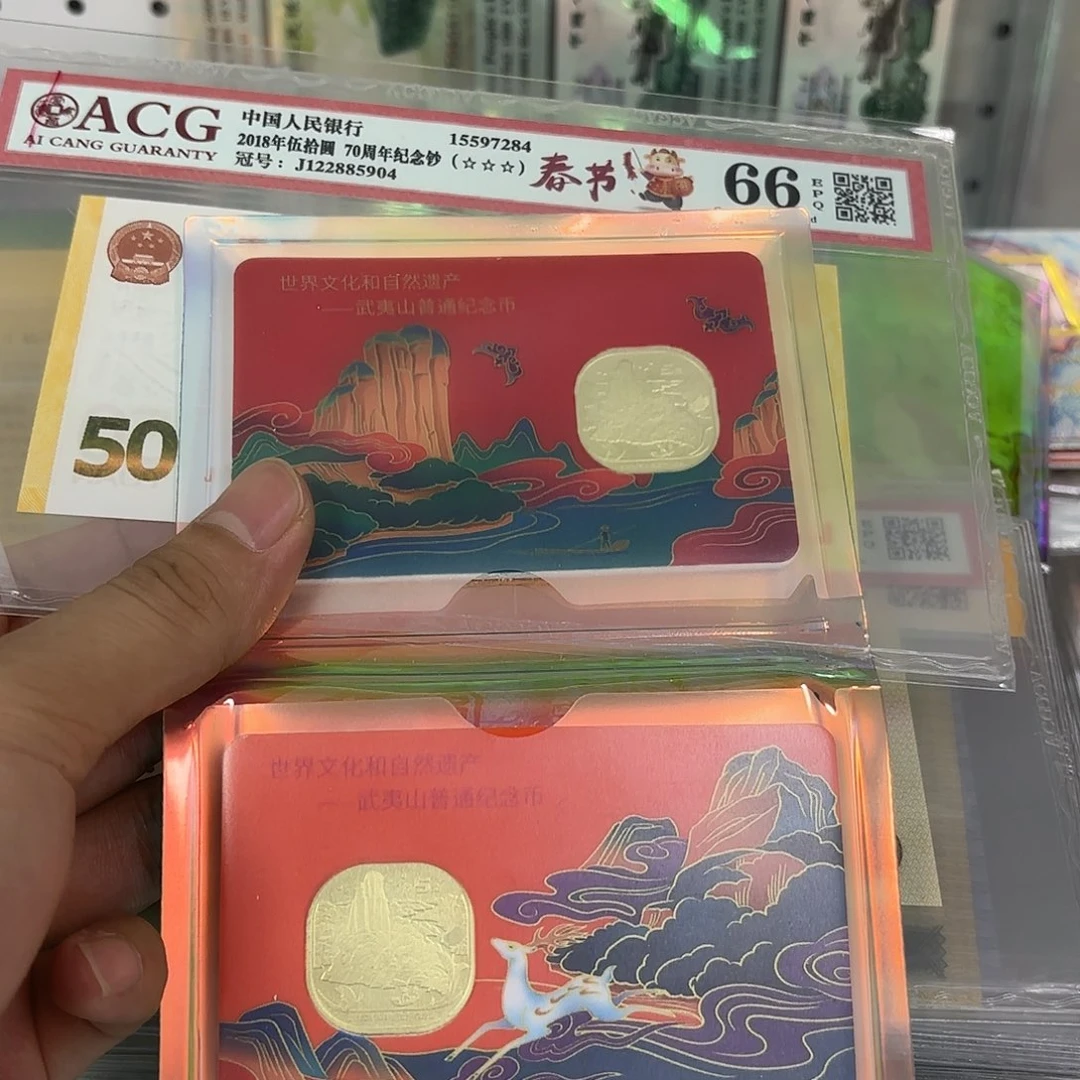 ACG
AI CANG GUARANTY
中国人民银行
2018年伍拾圆 70周年纪念钞
冠号: J122885904
15597284
(☆☆☆)
春节
66
EPQ
50
世界文化和自然遗产
——武夷山普通纪念币
世界文化和自然遗产
——武夷山普通纪念币